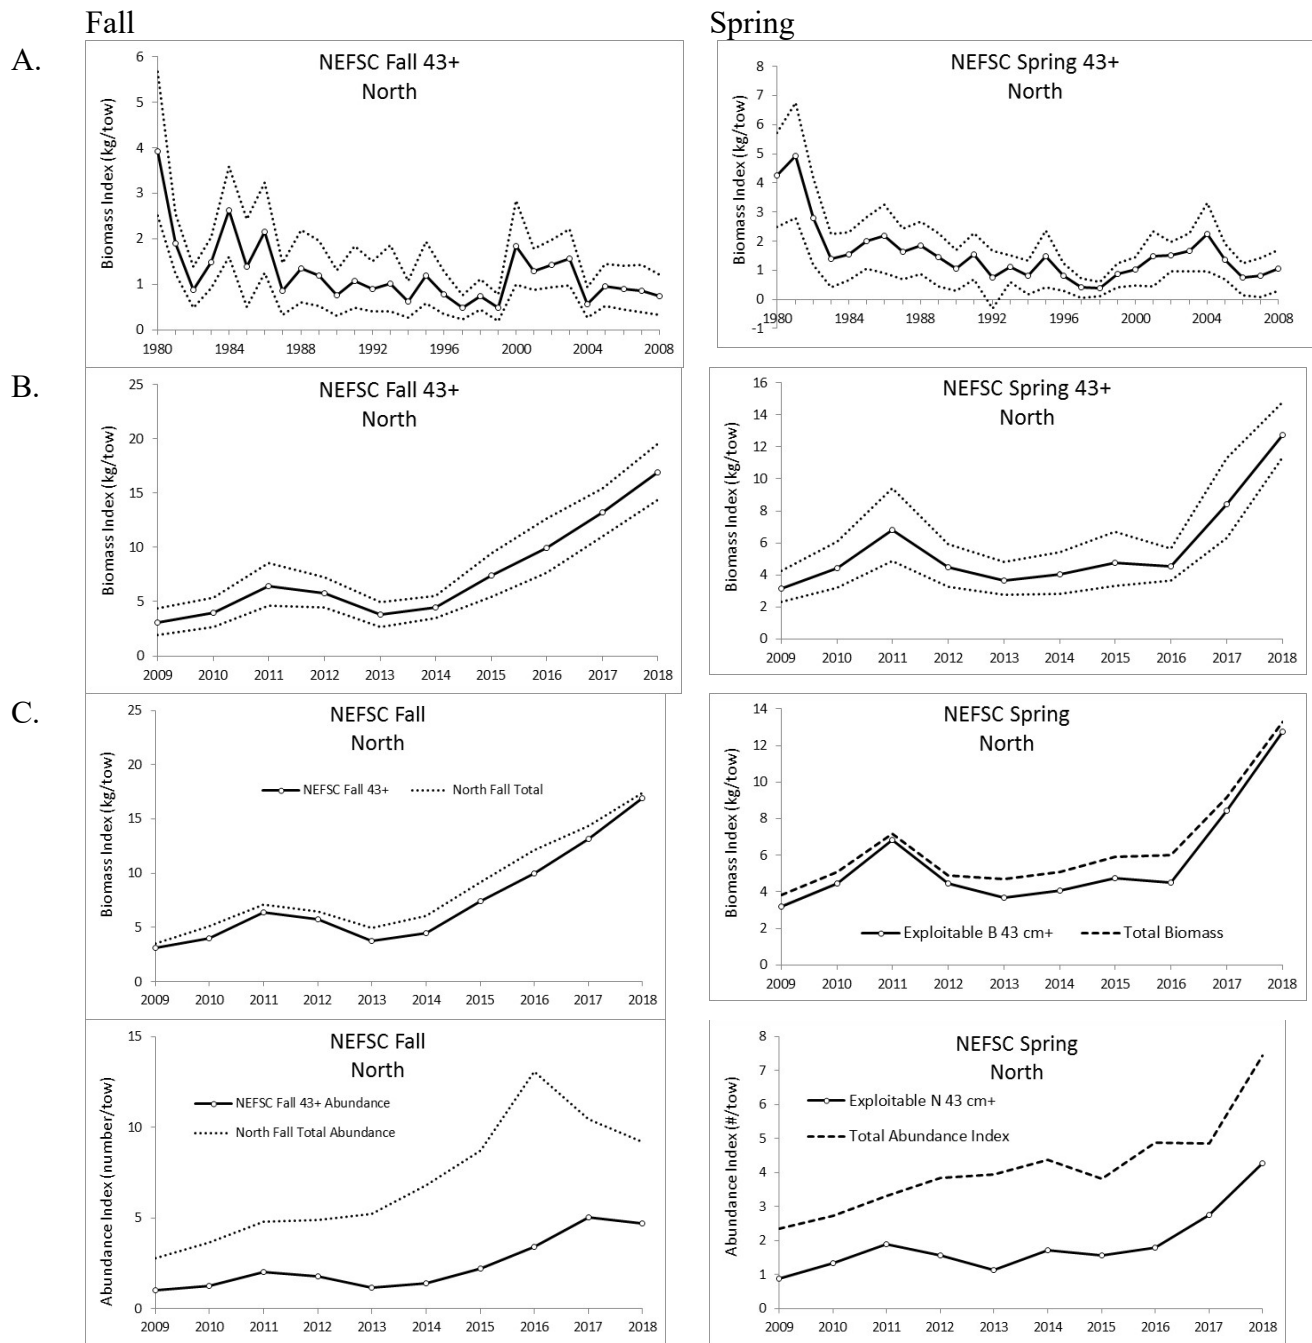 Fall
Spring
A.
NEFSC Fall 43+
North
Biomass Index (kg/tow)
6
5
4
3
2
1
0
1980 1984 1988 1992 1996 2000 2004 2008
NEFSC Spring 43+
North
Biomass Index (kg/tow)
8
7
6
5
4
3
2
1
0
-1
1980 1984 1988 1992 1996 2000 2004 2008
B.
NEFSC Fall 43+
North
Biomass Index (kg/tow)
25
20
15
10
5
0
2009 2010 2011 2012 2013 2014 2015 2016 2017 2018
NEFSC Spring 43+
North
Biomass Index (kg/tow)
16
14
12
10
8
6
4
2
0
2009 2010 2011 2012 2013 2014 2015 2016 2017 2018
C.
NEFSC Fall
North
NEFSC Fall 43+ North Fall Total
Biomass Index (kg/tow)
25
20
15
10
5
0
2009 2010 2011 2012 2013 2014 2015 2016 2017 2018
NEFSC Spring
North
Biomass Index (kg/tow)
14
12
10
8
6
4
2
0
Exploitable B 43 cm+ Total Biomass
2009 2010 2011 2012 2013 2014 2015 2016 2017 2018
NEFSC Fall
North
NEFSC Fall 43+ Abundance
North Fall Total Abundance
Abundance Index (number/tow)
15
10
5
0
2009 2010 2011 2012 2013 2014 2015 2016 2017 2018
NEFSC Spring
North
Exploitable N 43 cm+
Total Abundance Index
Abundance Index (#/tow)
8
7
6
5
4
3
2
1
0
2009 2010 2011 2012 2013 2014 2015 2016 2017 2018